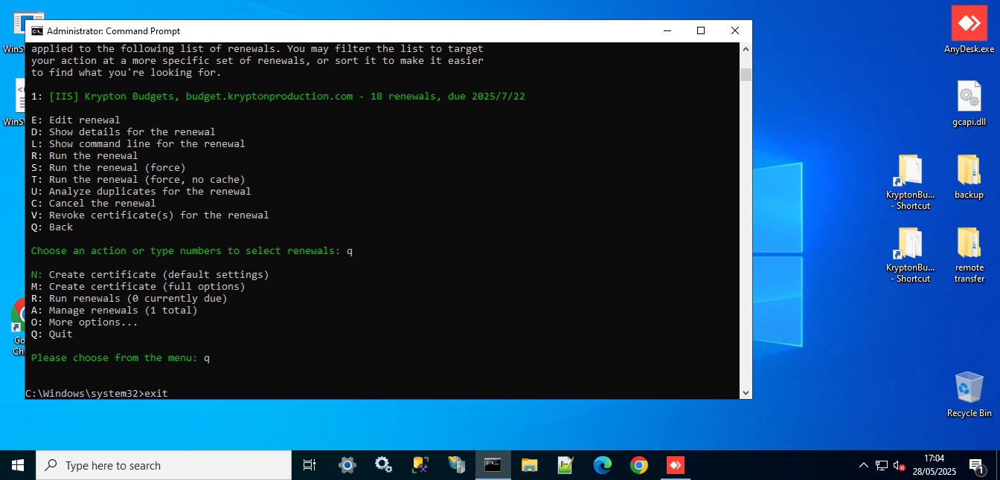 Administrator: Command Prompt
applied to the following list of renewals. You may filter the list to target
your action at a more specific set of renewals, or sort it to make it easier
to find what you're looking for.
1: [IIS] Krypton Budgets, budget.kryptonproduction.com - 18 renewals, due 2025/7/22
E: Edit renewal
D: Show details for the renewal
L: Show command line for the renewal
R: Run the renewal
S: Run the renewal (force)
T: Run the renewal (force, no cache)
U: Analyze duplicates for the renewal
C: Cancel the renewal
V: Revoke certificate(s) for the renewal
Q: Back
Choose an action or type numbers to select renewals: q
N: Create certificate (default settings)
M: Create certificate (full options)
R: Run renewals (0 currently due)
A: Manage renewals (1 total)
O: More options...
Q: Quit
Please choose from the menu: q
C:\Windows\system32>exit
WinSW
WinSW
Go
Ch
AnyDesk.exe
gcapi.dll
KryptonBu...
- Shortcut
backup
KryptonBu...
- Shortcut
remote
transfer
Recycle Bin
Type here to search
17:04
28/05/2025
1